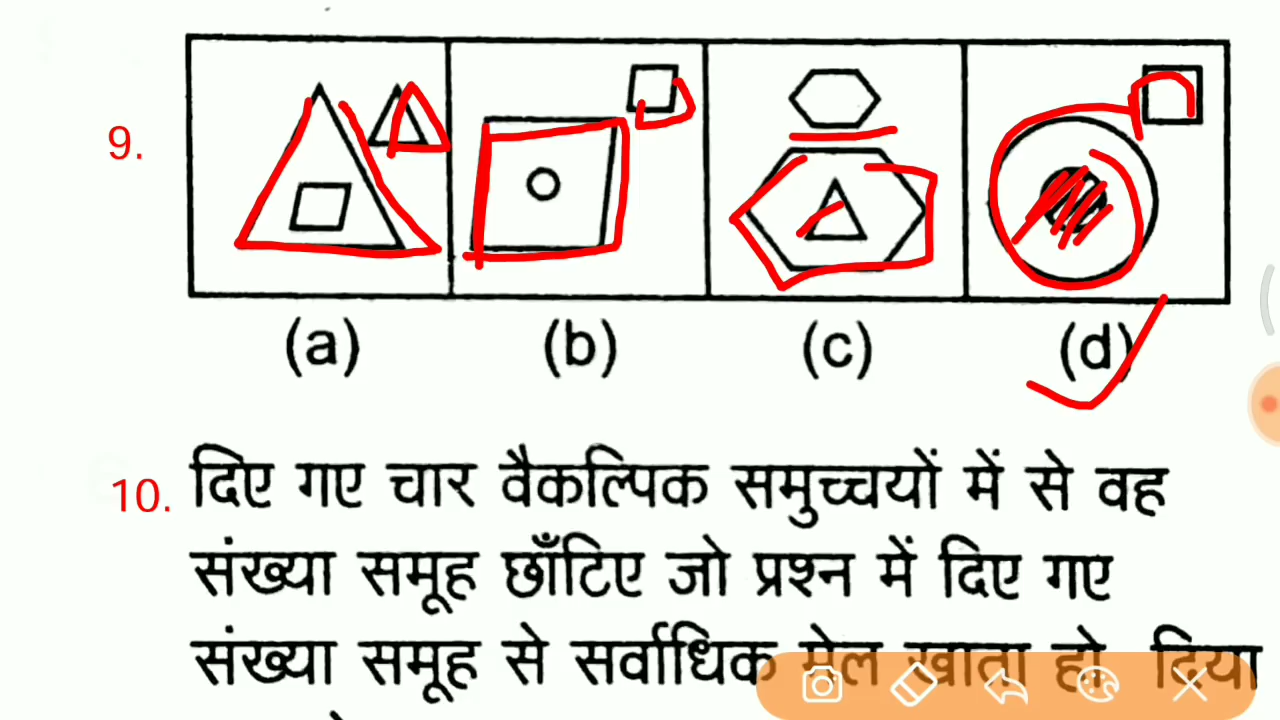 9.
(a) (b) (c) (d)
10. दिए गए चार वैकल्पिक समुच्चयों में से वह
संख्या समूह छाँटिए जो प्रश्न में दिए गए
संख्या समूह से सर्वाधिक मेल खाता हो दिया